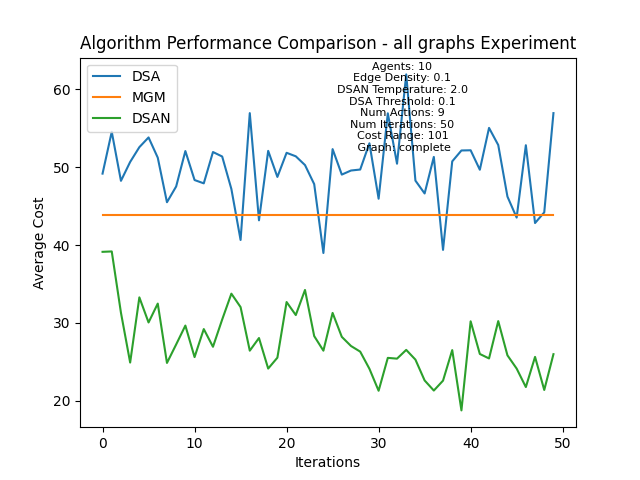 Algorithm Performance Comparison - all graphs Experiment
DSA
MGM
DSAN
Agents: 10
Edge Density: 0.1
DSAN Temperature: 2.0
DSA Threshold: 0.1
Num Actions: 9
Num Iterations: 50
Cost Range: 101
Graph: complete
Average Cost
60
50
40
30
20
0
10
20
30
40
50
Iterations